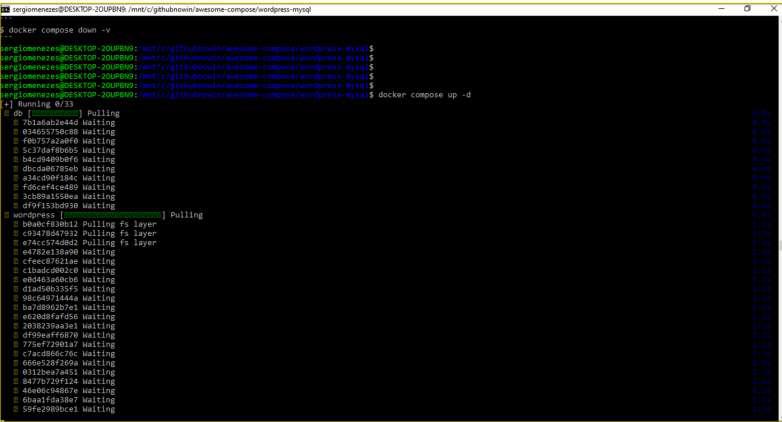 sergiomenezes@DESKTOP-2OUPBN9: /mnt/c/githubnowin/awesome-compose/wordpress-mysql
```
$ docker compose down -v
```
sergiomenezes@DESKTOP-2OUPBN9:/mnt/c/githubnowin/awesome-compose/wordpress-mysql$
sergiomenezes@DESKTOP-2OUPBN9:/mnt/c/githubnowin/awesome-compose/wordpress-mysql$
sergiomenezes@DESKTOP-2OUPBN9:/mnt/c/githubnowin/awesome-compose/wordpress-mysql$
sergiomenezes@DESKTOP-2OUPBN9:/mnt/c/githubnowin/awesome-compose/wordpress-mysql$
sergiomenezes@DESKTOP-2OUPBN9:/mnt/c/githubnowin/awesome-compose/wordpress-mysql$
sergiomenezes@DESKTOP-2OUPBN9:/mnt/c/githubnowin/awesome-compose/wordpress-mysql$ docker compose up -d
[+] Running 0/33
db [] Pulling
7b1a6ab2e44d Waiting
034655750c88 Waiting
f0b757a2a0f0 Waiting
5c37daf8b6b5 Waiting
b4cd9409b0f6 Waiting
dbcda06785eb Waiting
a34cd90f184c Waiting
fd6cef4ce489 Waiting
3cb89a1550ea Waiting
df9f153bd930 Waiting
wordpress [] Pulling
b0a0cf830b12 Pulling fs layer
c93478d47932 Pulling fs layer
e74cc574d0d2 Pulling fs layer
e4782e138a90 Waiting
cfeec87621ae Waiting
c1badcd002c0 Waiting
e0d463a60cb6 Waiting
d1ad50b335f5 Waiting
98c64971444a Waiting
ba7d8962b7e1 Waiting
e620d8fafd56 Waiting
2038239aa3e1 Waiting
df99eaff6870 Waiting
775ef72901a7 Waiting
c7acd866c76c Waiting
666e528f269a Waiting
0312bea7a451 Waiting
8477b729f124 Waiting
46e06c94867e Waiting
6baa1fda38e7 Waiting
59fe2989bce1 Waiting